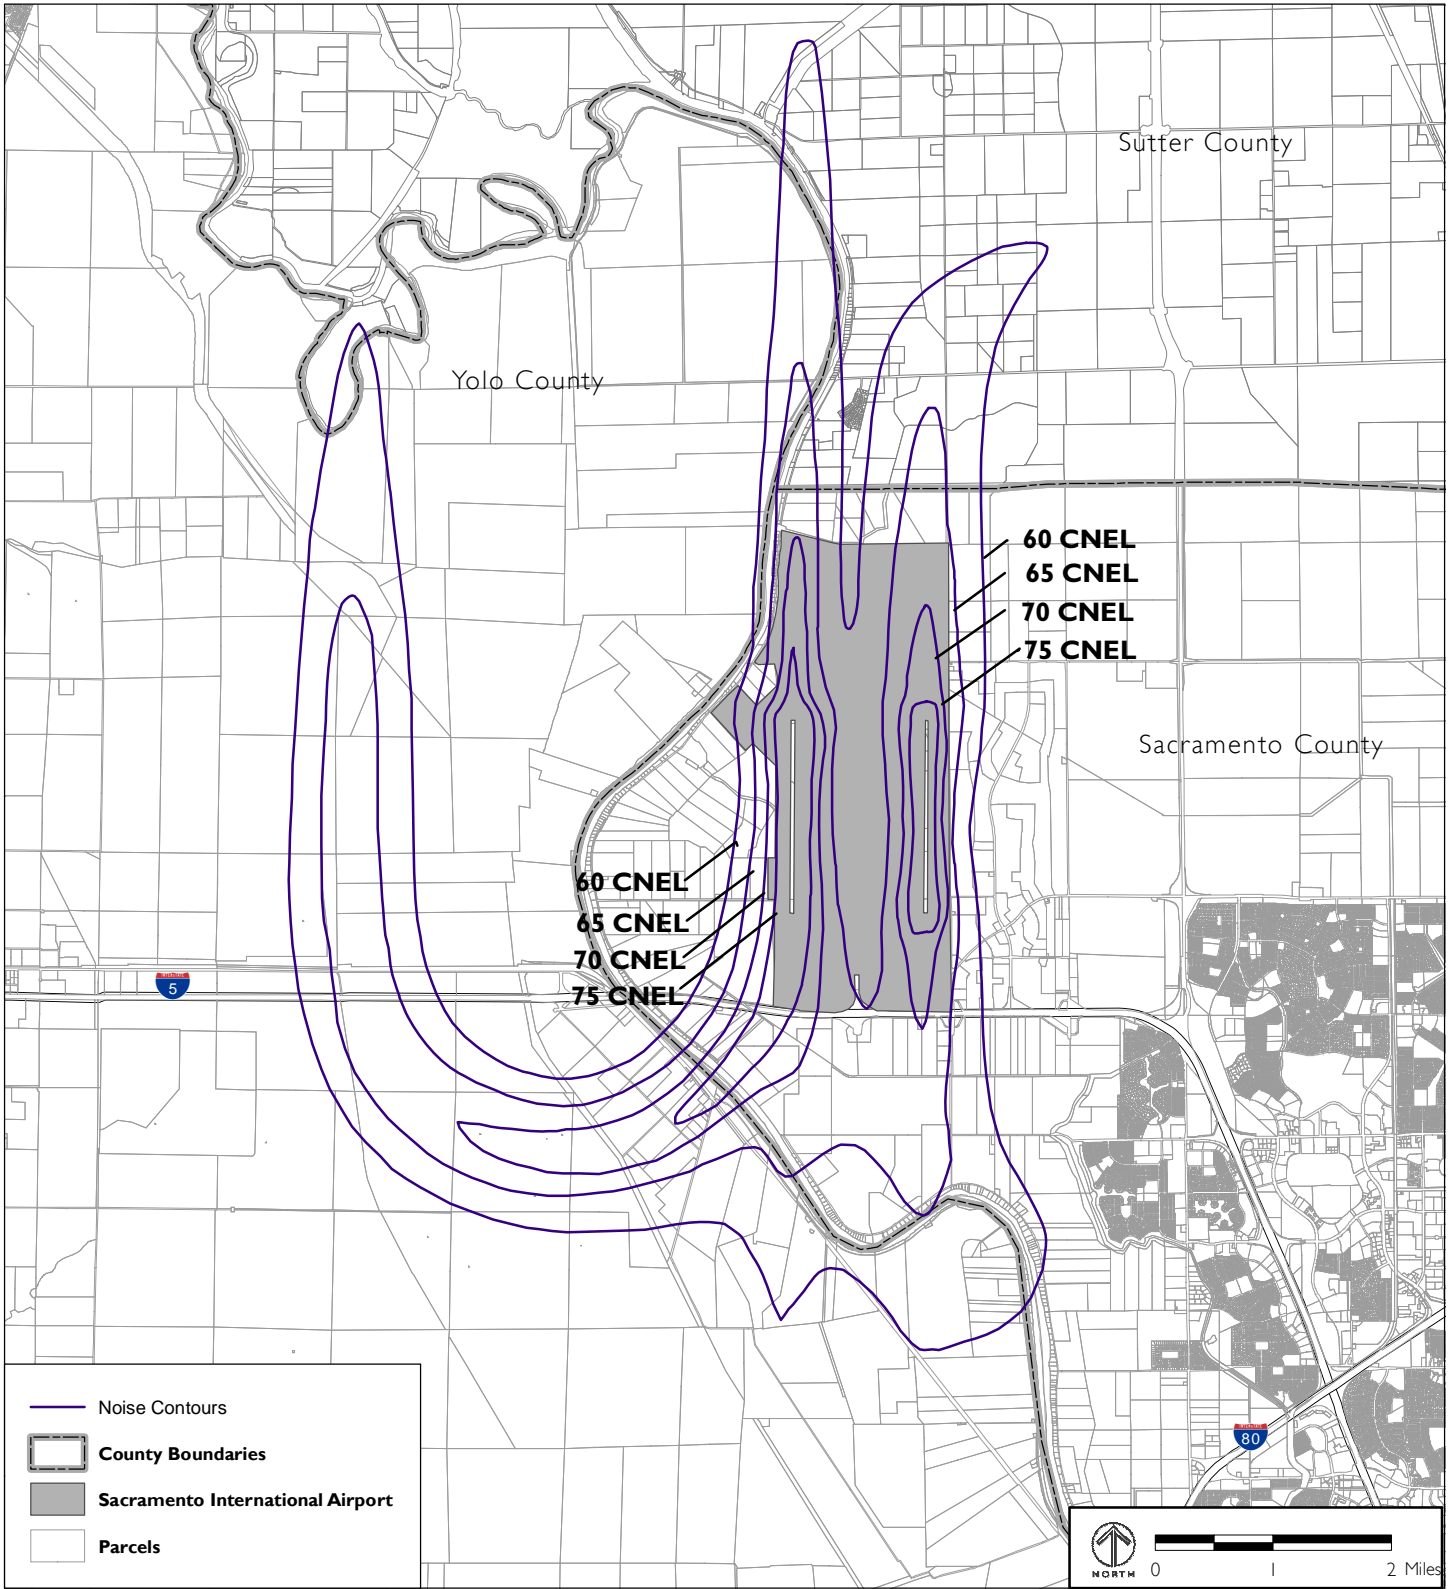 Sutter County
Yolo County
60 CNEL
65 CNEL
70 CNEL
75 CNEL
Sacramento County
60 CNEL
65 CNEL
70 CNEL
75 CNEL
5
80
Noise Contours
County Boundaries
Sacramento International Airport
Parcels
NORTH
0 1 2 Miles